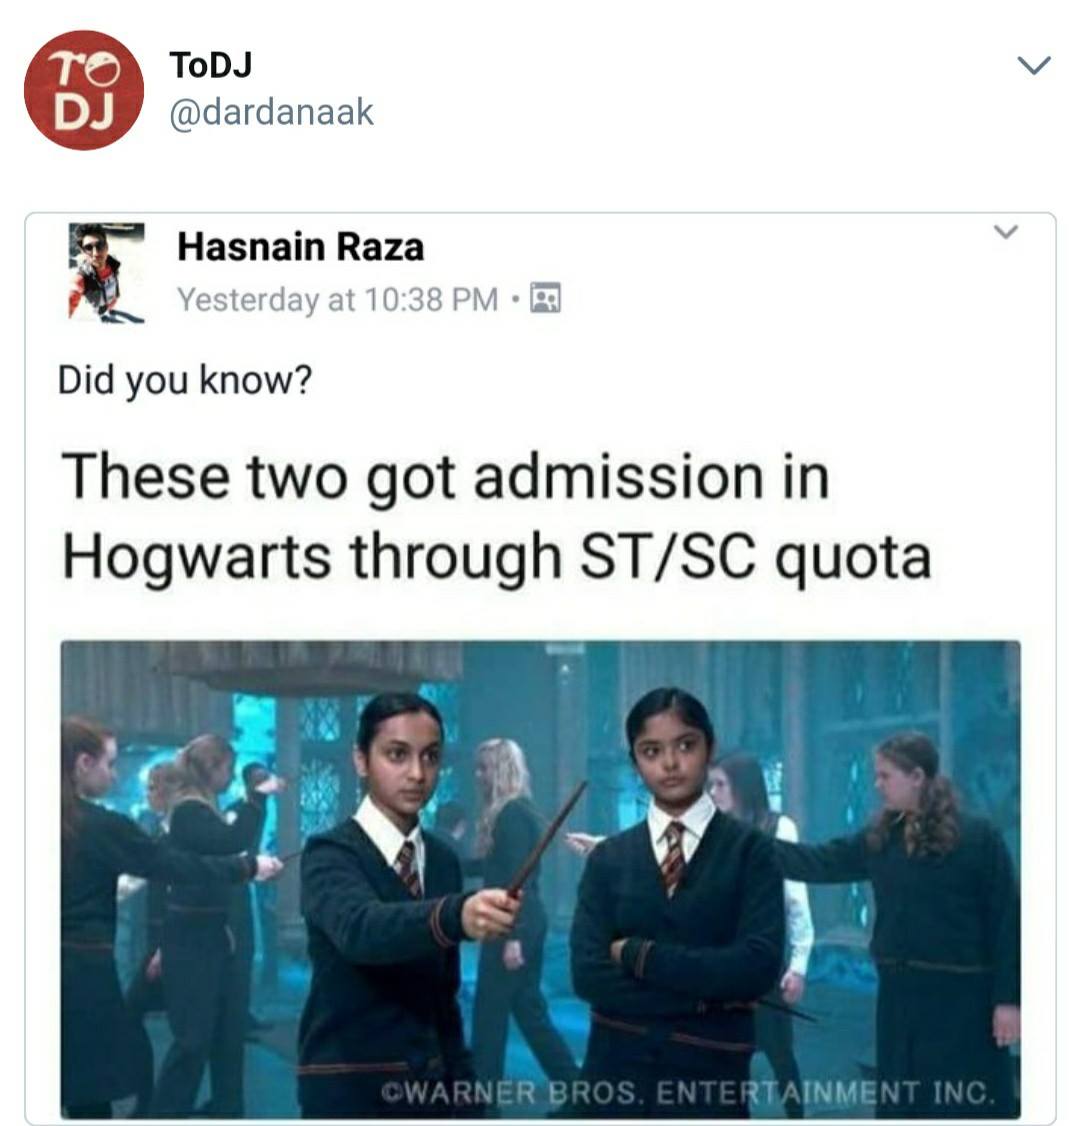 TO
DJ
ToDJ
@dardanaak
Hasnain Raza
Yesterday at 10:38 PM •
Did you know?
These two got admission in
Hogwarts through ST/SC quota
©WARNER BROS. ENTERTAINMENT INC.